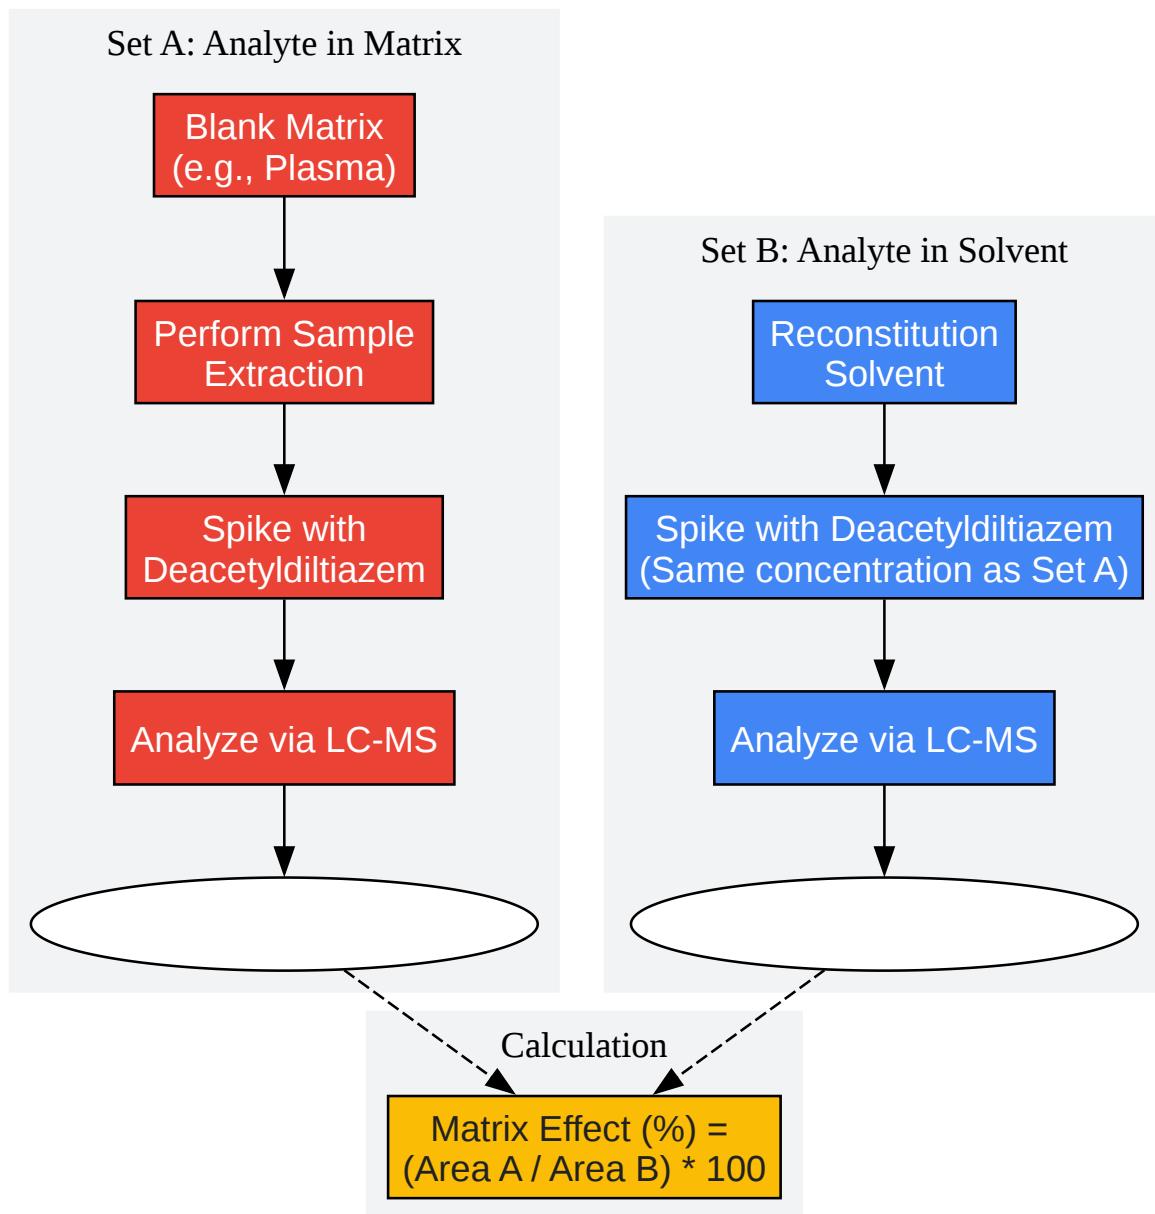 Set A: Analyte in Matrix
Blank Matrix
(e.g., Plasma)
Perform Sample
Extraction
Spike with
Deacetyldiltiazem
Analyze via LC-MS
Set B: Analyte in Solvent
Reconstitution
Solvent
Spike with Deacetyldiltiazem
(Same concentration as Set A)
Analyze via LC-MS
Calculation
Matrix Effect (%) =
(Area A / Area B) * 100